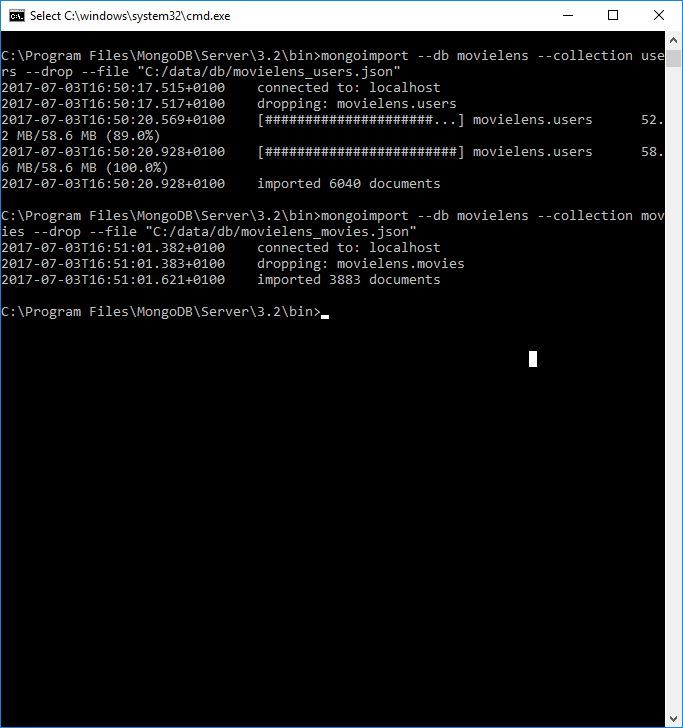 Select C:\windows\system32\cmd.exe
C:\Program Files\MongoDB\Server\3.2\bin>mongoimport --db movielens --collection use
rs --drop --file "C:/data/db/movielens_users.json"
2017-07-03T16:50:17.515+0100    connected to: localhost
2017-07-03T16:50:17.517+0100    dropping: movielens.users
2017-07-03T16:50:20.569+0100    [#####################...] movielens.users      52.
2 MB/58.6 MB (89.0%)
2017-07-03T16:50:20.928+0100    [########################] movielens.users      58.
6 MB/58.6 MB (100.0%)
2017-07-03T16:50:20.928+0100    imported 6040 documents
C:\Program Files\MongoDB\Server\3.2\bin>mongoimport --db movielens --collection mov
ies --drop --file "C:/data/db/movielens_movies.json"
2017-07-03T16:51:01.382+0100    connected to: localhost
2017-07-03T16:51:01.383+0100    dropping: movielens.movies
2017-07-03T16:51:01.621+0100    imported 3883 documents
C:\Program Files\MongoDB\Server\3.2\bin>